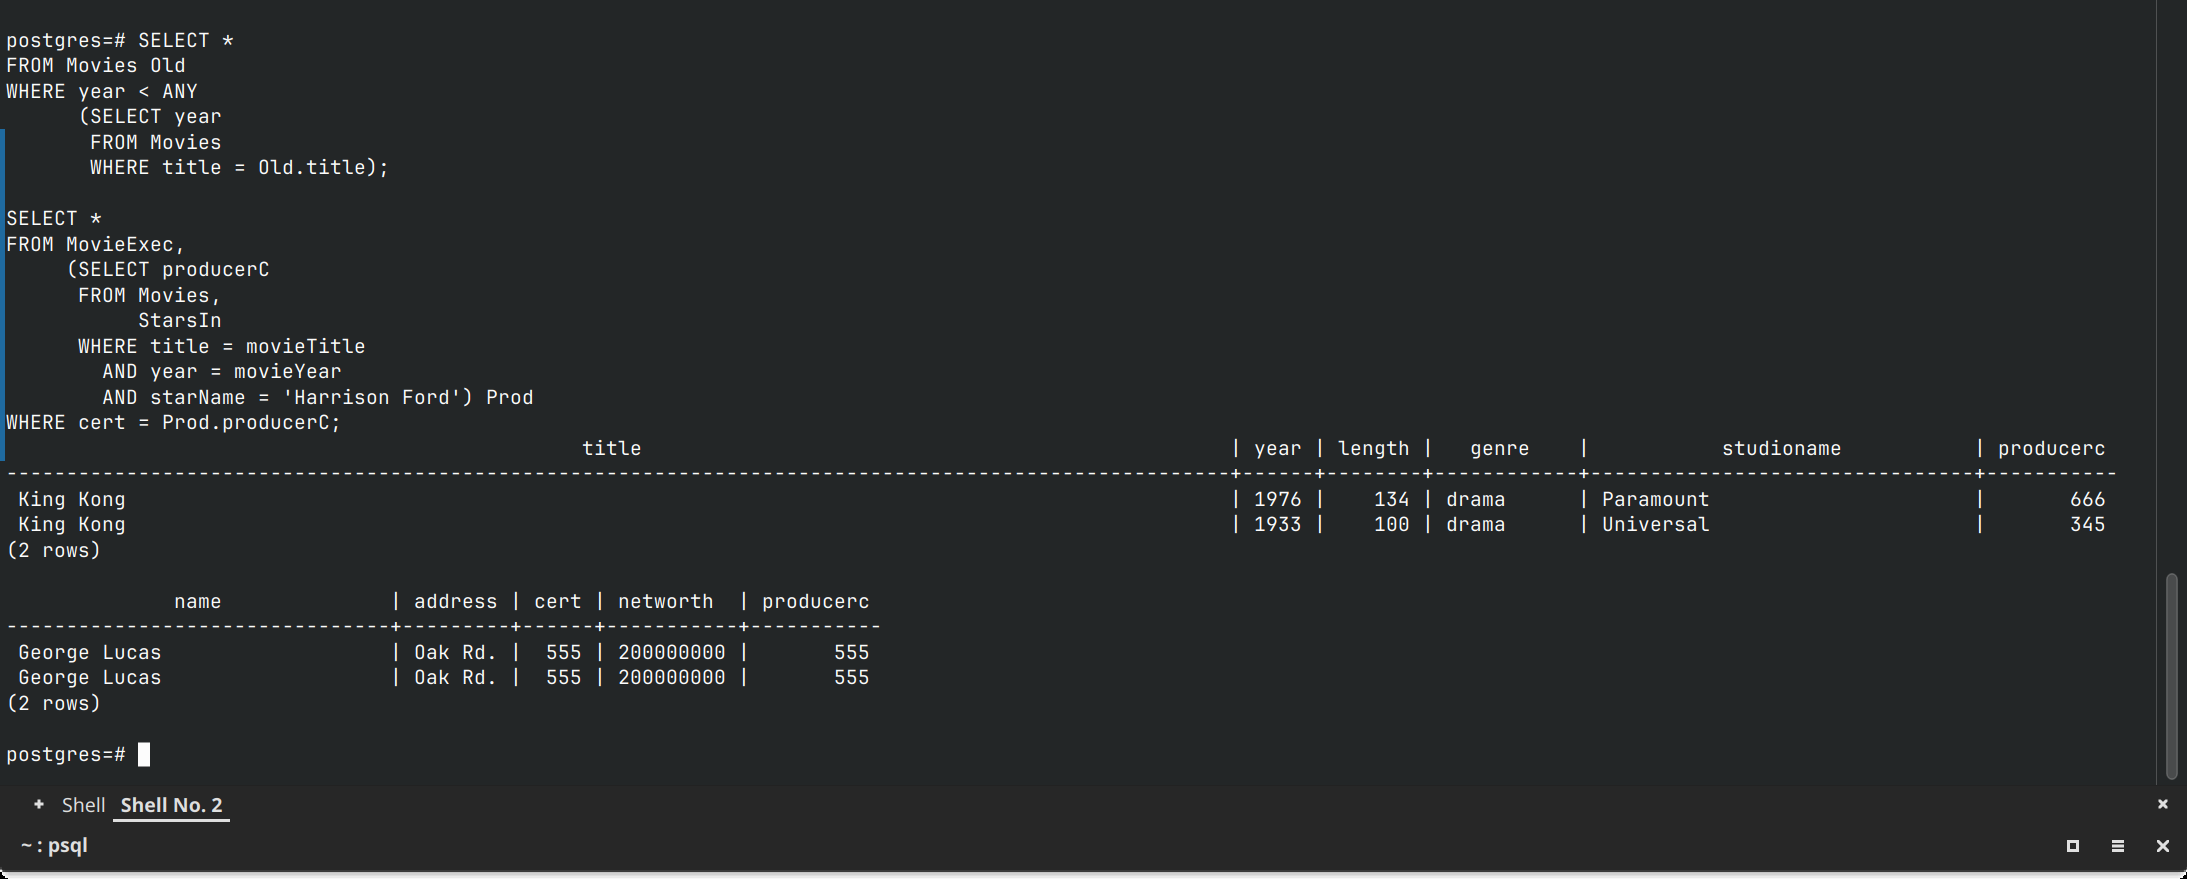 postgres=# SELECT *
FROM Movies Old
WHERE year < ANY
      (SELECT year
       FROM Movies
       WHERE title = Old.title);

SELECT *
FROM MovieExec,
     (SELECT producerC
      FROM Movies,
           StarsIn
      WHERE title = movieTitle
        AND year = movieYear
        AND starName = 'Harrison Ford') Prod
WHERE cert = Prod.producerC;
title | year | length | genre | studioname | producerc
------+------+--------+------------+--------------------------------+-----------
King Kong | 1976 | 134 | drama | Paramount | 666
King Kong | 1933 | 100 | drama | Universal | 345
(2 rows)

name | address | cert | networth | producerc
--------------------------------+---------+------+-----------+-----------
George Lucas | Oak Rd. | 555 | 200000000 | 555
George Lucas | Oak Rd. | 555 | 200000000 | 555
(2 rows)

postgres=#
+ Shell Shell No. 2 ×
~ : psql